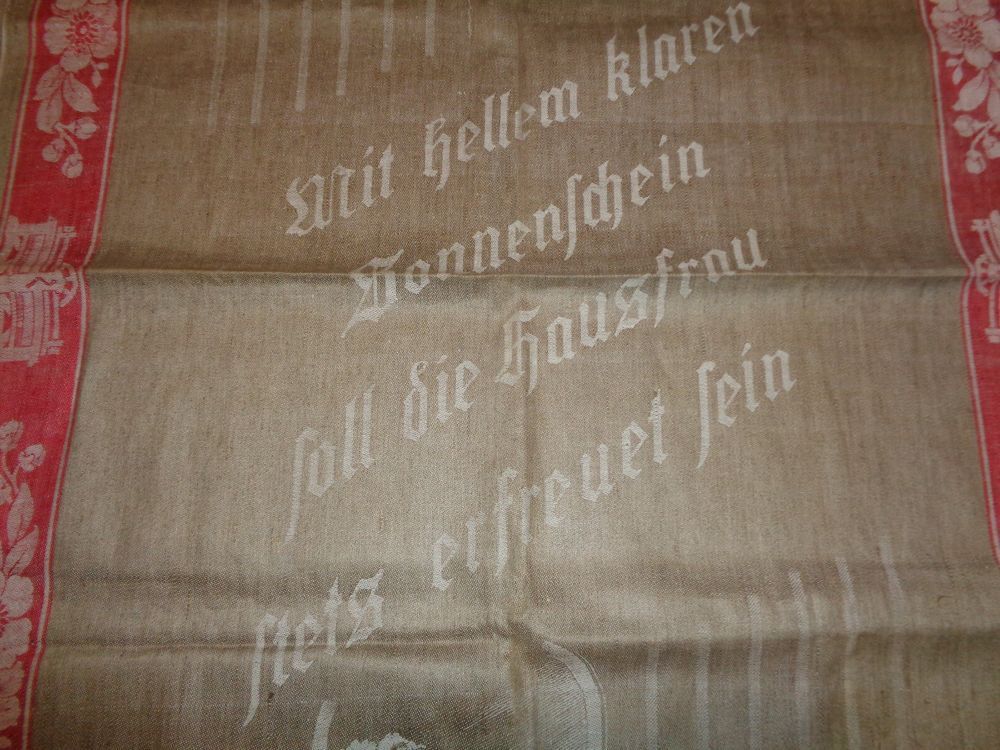 Mit hellem klaren
Sonnenschein
soll die Hausfrau
stets erfreuet sein